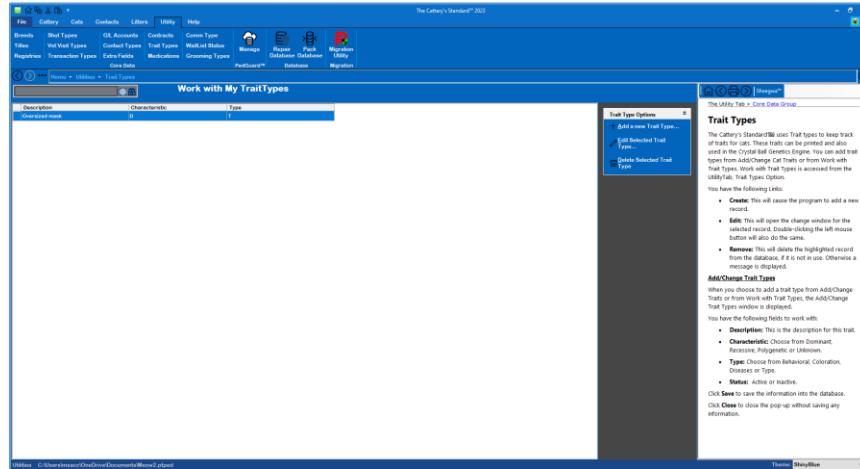 The Cattery's Standard™ 2025
File Cattery Cats Contacts Litters Utility Help
Breeds Shot Types G/L Accounts Contracts Comm Type
Titles Vet Visit Types Contact Types Trait Types WaitList Status
Registries Transaction Types Extra Fields Medications Grooming Types
Core Data
Manage
PedGuard™
Repair Database
Pack Database
Database
Migration Utility
Migration
Home Utilities Trait Types
Work with My TraitTypes
Description Characteristic Type
Oversized mask D T
Trait Type Options
Add a new Trait Type...
Edit Selected Trait
Type...
Delete Selected Trait
Type
The Utility Tab > Core Data Group
Trait Types
The Cattery's Standard uses Trait types to keep track
of traits for cats. These traits can be printed and also
used in the Crystal Ball Genetics Engine. You can add trait
types from Add/Change Cat Traits or from Work with
Trait Types. Work with Trait Types is accessed from the
UtilityTab, Trait Types Option.
You have the following Links:
• Create: This will cause the program to add a new
record.
• Edit: This will open the change window for the
selected record. Double-clicking the left mouse
button will also do the same.
• Remove: This will delete the highlighted record
from the database, if it is not in use. Otherwise a
message is displayed.
Add/Change Trait Types
When you choose to add a trait type from Add/Change
Traits or from Work with Trait Types, the Add/Change
Trait Types window is displayed.
You have the following fields to work with:
• Description: This is the description for this trait.
• Characteristic: Choose from Dominant,
Recessive, Polygenetic or Unknown.
• Type: Choose from Behavioral, Coloration,
Diseases or Type.
• Status: Active or Inactive.
Click Save to save the information into the database.
Click Close to close the pop-up without saving any
information.
Utilities
Theme: ShinyBlue